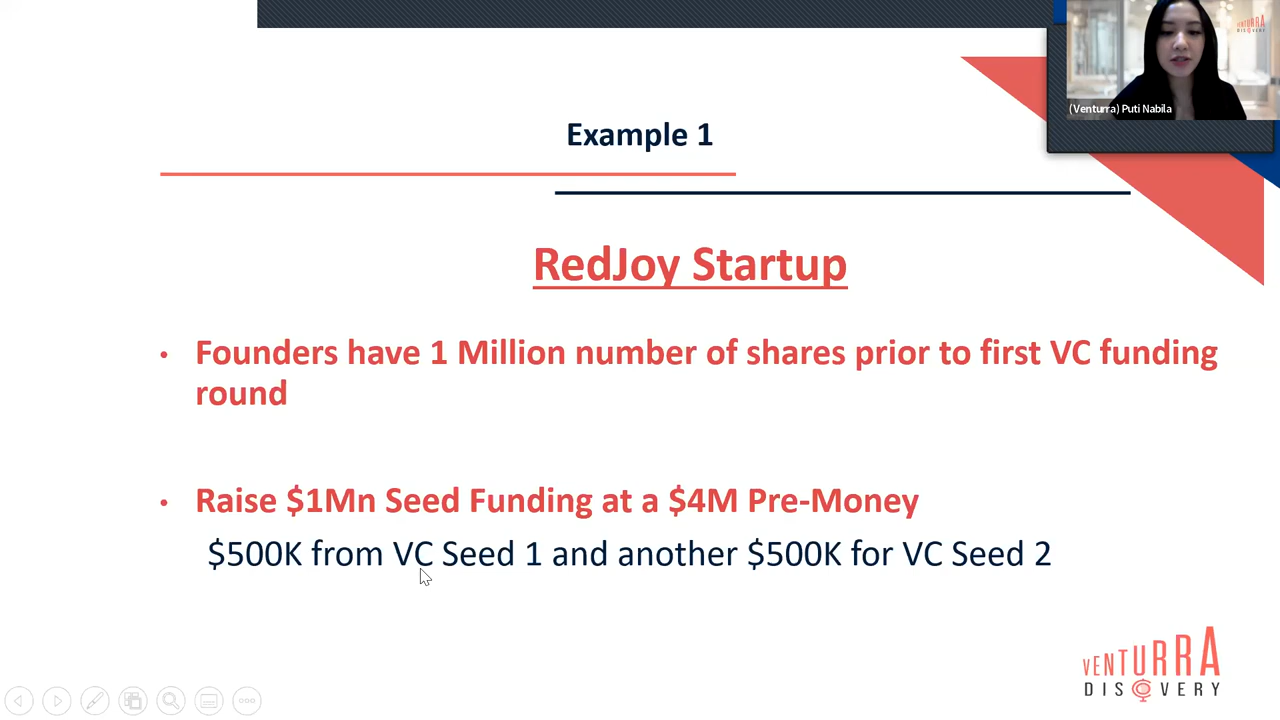 VENTURRA
DISCVERY
(Venturra) Puti Nabila
Example 1
RedJoy Startup
• Founders have 1 Million number of shares prior to first VC funding
round
• Raise $1Mn Seed Funding at a $4M Pre-Money
$500K from VC Seed 1 and another $500K for VC Seed 2
VENTURRA
DISCOVERY